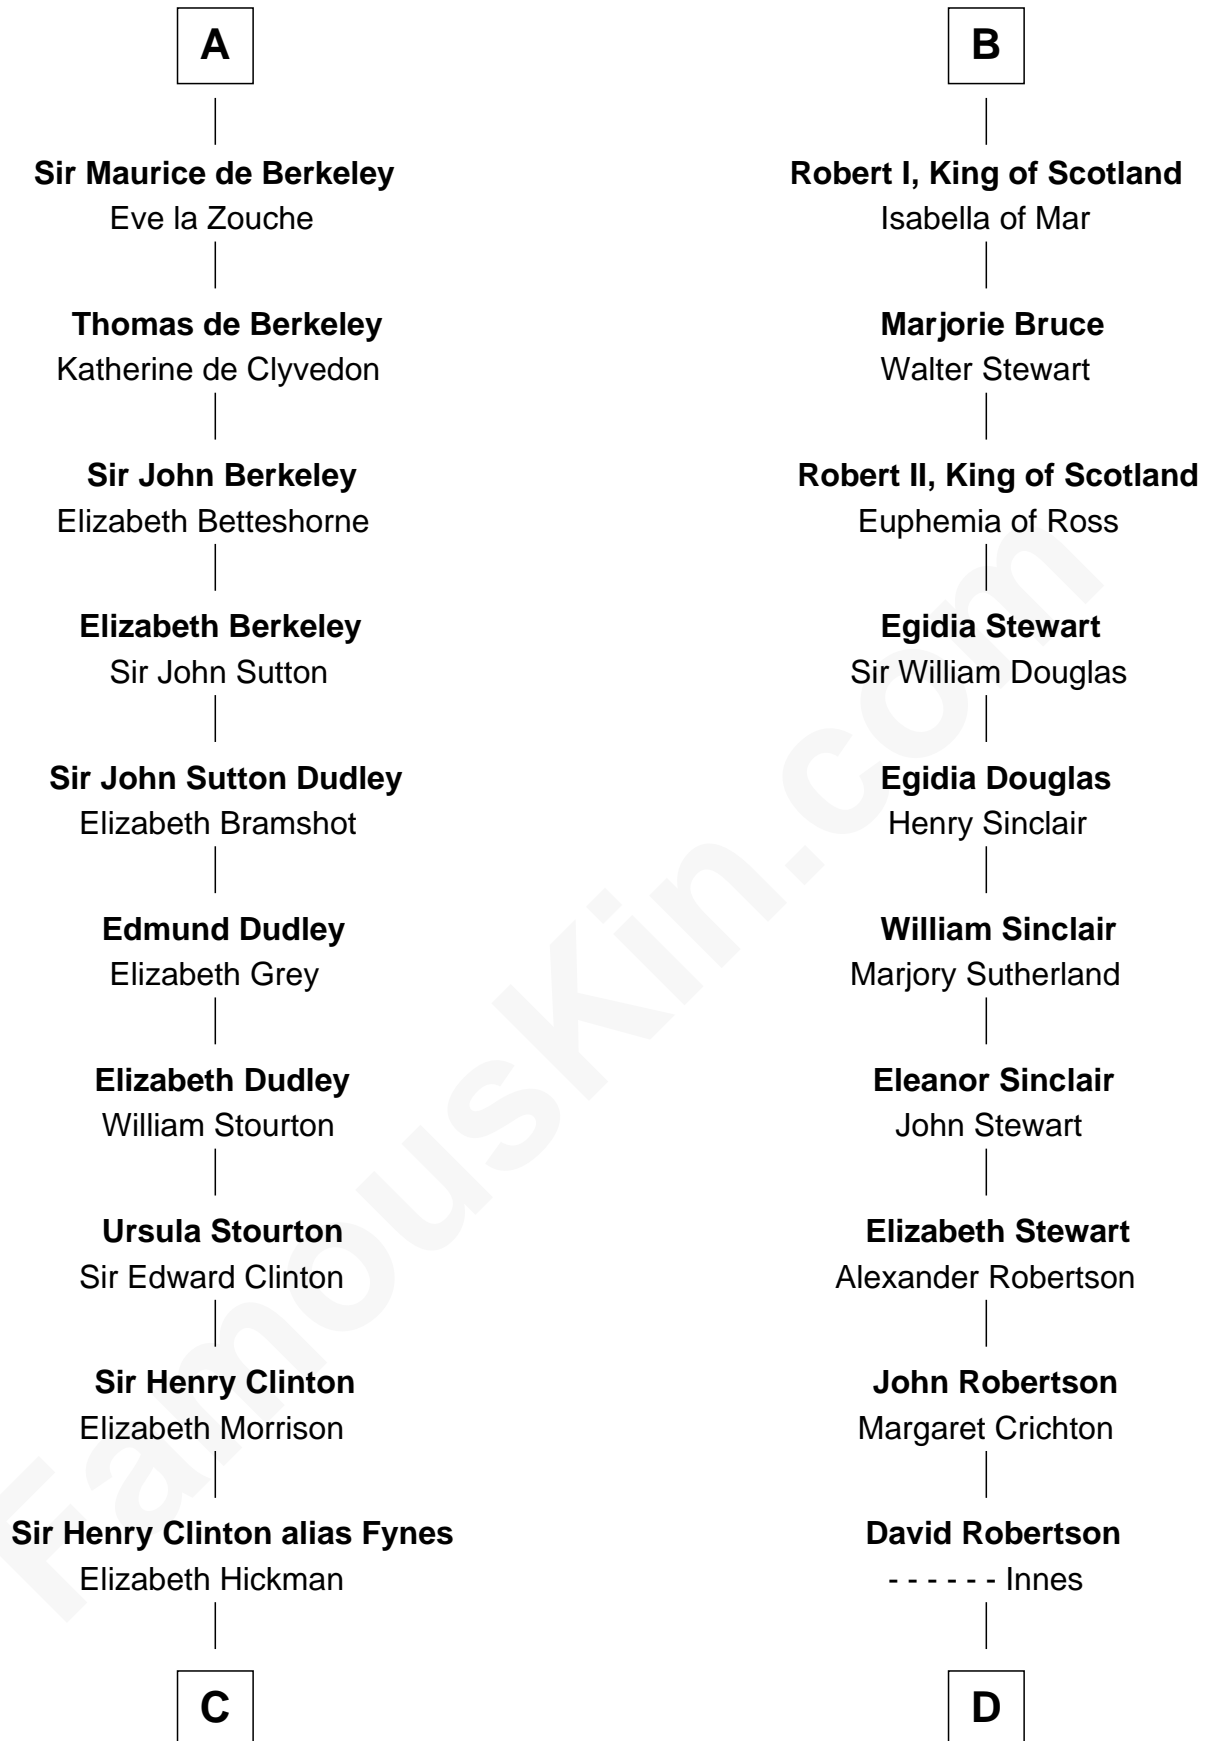 A
Sir Maurice de Berkeley
Eve la Zouche
Thomas de Berkeley
Katherine de Clyvedon
Sir John Berkeley
Elizabeth Betteshorne
Elizabeth Berkeley
Sir John Sutton
Sir John Sutton Dudley
Elizabeth Bramshot
Edmund Dudley
Elizabeth Grey
Elizabeth Dudley
William Stourton
Ursula Stourton
Sir Edward Clinton
Sir Henry Clinton
Elizabeth Morrison
Sir Henry Clinton alias Fynes
Elizabeth Hickman
C
B
Robert I, King of Scotland
Isabella of Mar
Marjorie Bruce
Walter Stewart
Robert II, King of Scotland
Euphemia of Ross
Egidia Stewart
Sir William Douglas
Egidia Douglas
Henry Sinclair
William Sinclair
Marjory Sutherland
Eleanor Sinclair
John Stewart
Elizabeth Stewart
Alexander Robertson
John Robertson
Margaret Crichton
David Robertson
- - - - - - Innes
D
FamousKin.com